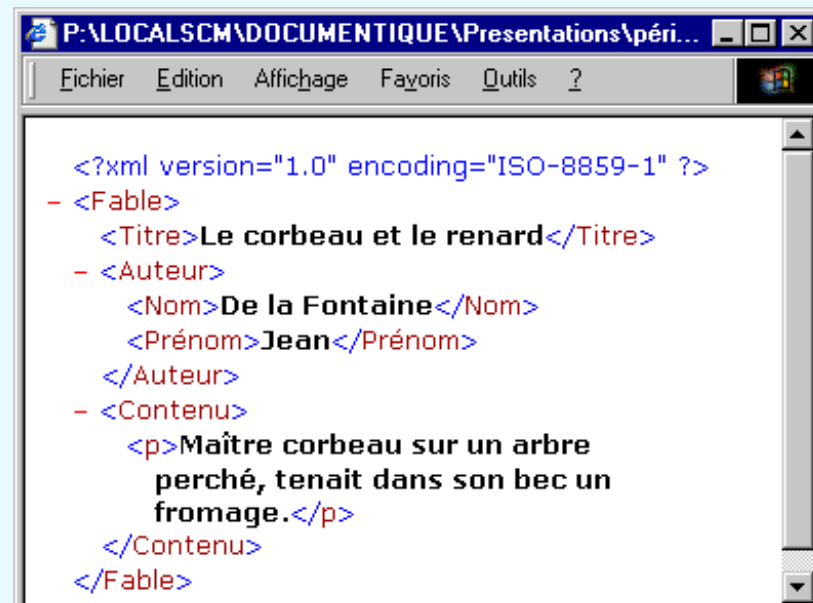 P:\LOCALSCM\DOCUMENTIQUE\Presentations\péri...
Fichier Edition Affichage Favoris Outils ?
<?xml version="1.0" encoding="ISO-8859-1" ?>
- <Fable>
<Titre>Le corbeau et le renard</Titre>
- <Auteur>
<Nom>De la Fontaine</Nom>
<Prénom>Jean</Prénom>
</Auteur>
- <Contenu>
<p>Maître corbeau sur un arbre
perché, tenait dans son bec un
fromage.</p>
</Contenu>
</Fable>